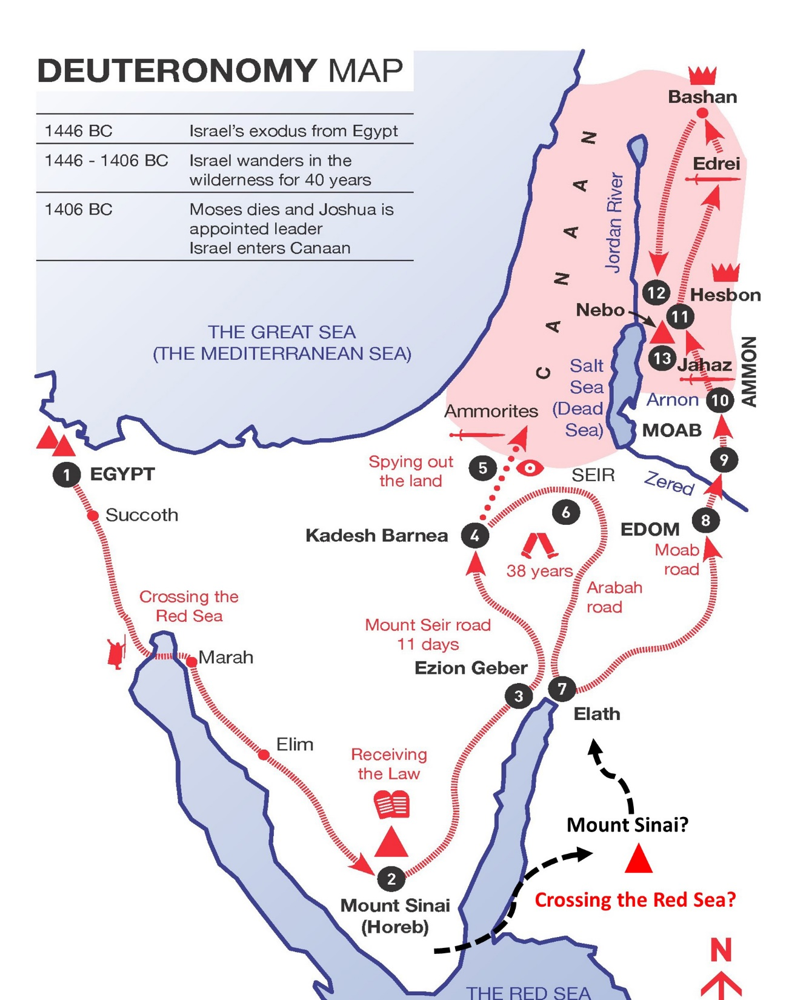 DEUTERONOMY MAP
1446 BC Israel's exodus from Egypt
1446 - 1406 BC Israel wanders in the
wilderness for 40 years
1406 BC Moses dies and Joshua is
appointed leader
Israel enters Canaan
THE GREAT SEA
(THE MEDITERRANEAN SEA)
Bashan
Edrei
CANAAN
Jordan River
12
Hesbon
Nebo
11
13
Jahaz
AMMON
Salt
Sea
(Dead
Sea)
Arnon
10
MOAB
Ammorites
9
Spying out
the land
5
SEIR
Zered
1
EGYPT
Succoth
6
8
EDOM
Kadesh Barnea
4
38 years
Moab
road
Arabah
road
Crossing the
Red Sea
Marah
Mount Seir road
11 days
Ezion Geber
3
7
Elath
Elim
Receiving
the Law
2
Mount Sinai
(Horeb)
Mount Sinai?
Crossing the Red Sea?
N
THE RED SEA